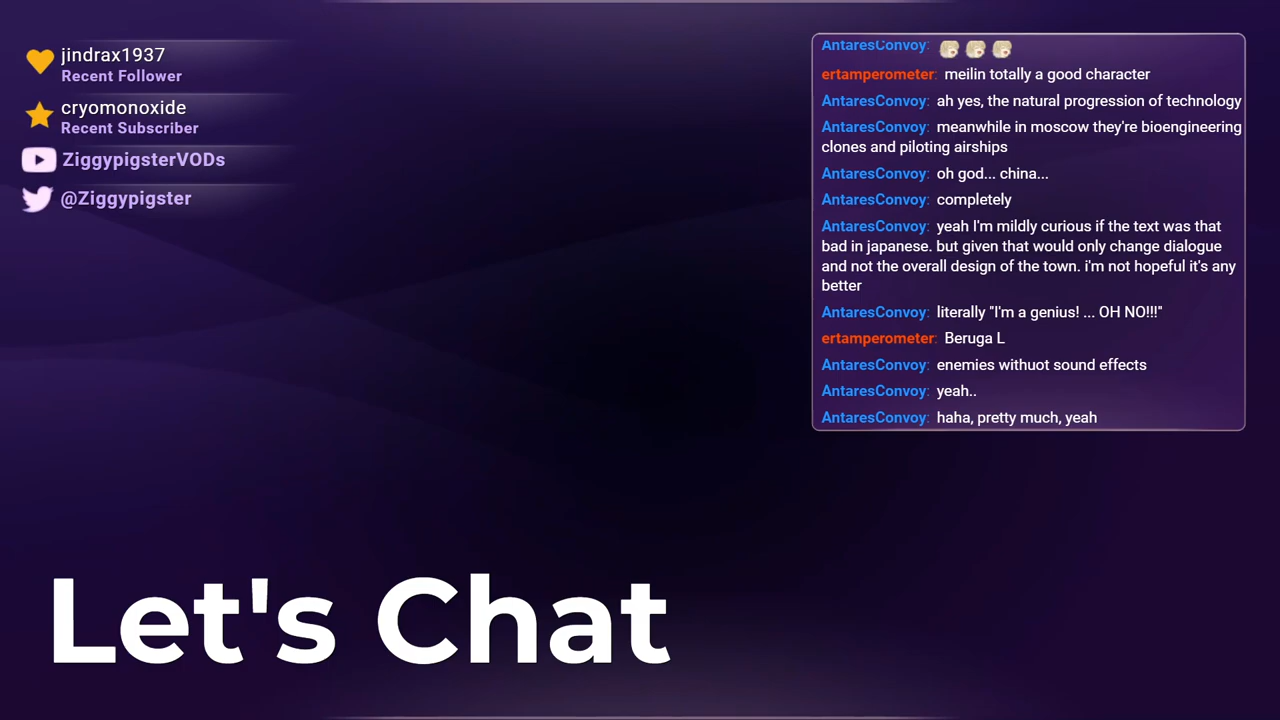 jindrax1937
Recent Follower
cryomonoxide
Recent Subscriber
ZiggypigsterVODs
@Ziggypigster
AntaresConvoy:
ertamperometer: meilin totally a good character
AntaresConvoy: ah yes, the natural progression of technology
AntaresConvoy: meanwhile in moscow they're bioengineering
clones and piloting airships
AntaresConvoy: oh god... china...
AntaresConvoy: completely
AntaresConvoy: yeah I'm mildly curious if the text was that
bad in japanese. but given that would only change dialogue
and not the overall design of the town. i'm not hopeful it's any
better
AntaresConvoy: literally "I'm a genius! ... OH NO!!!"
ertamperometer: Beruga L
AntaresConvoy: enemies withuot sound effects
AntaresConvoy: yeah..
AntaresConvoy: haha, pretty much, yeah
Let's Chat